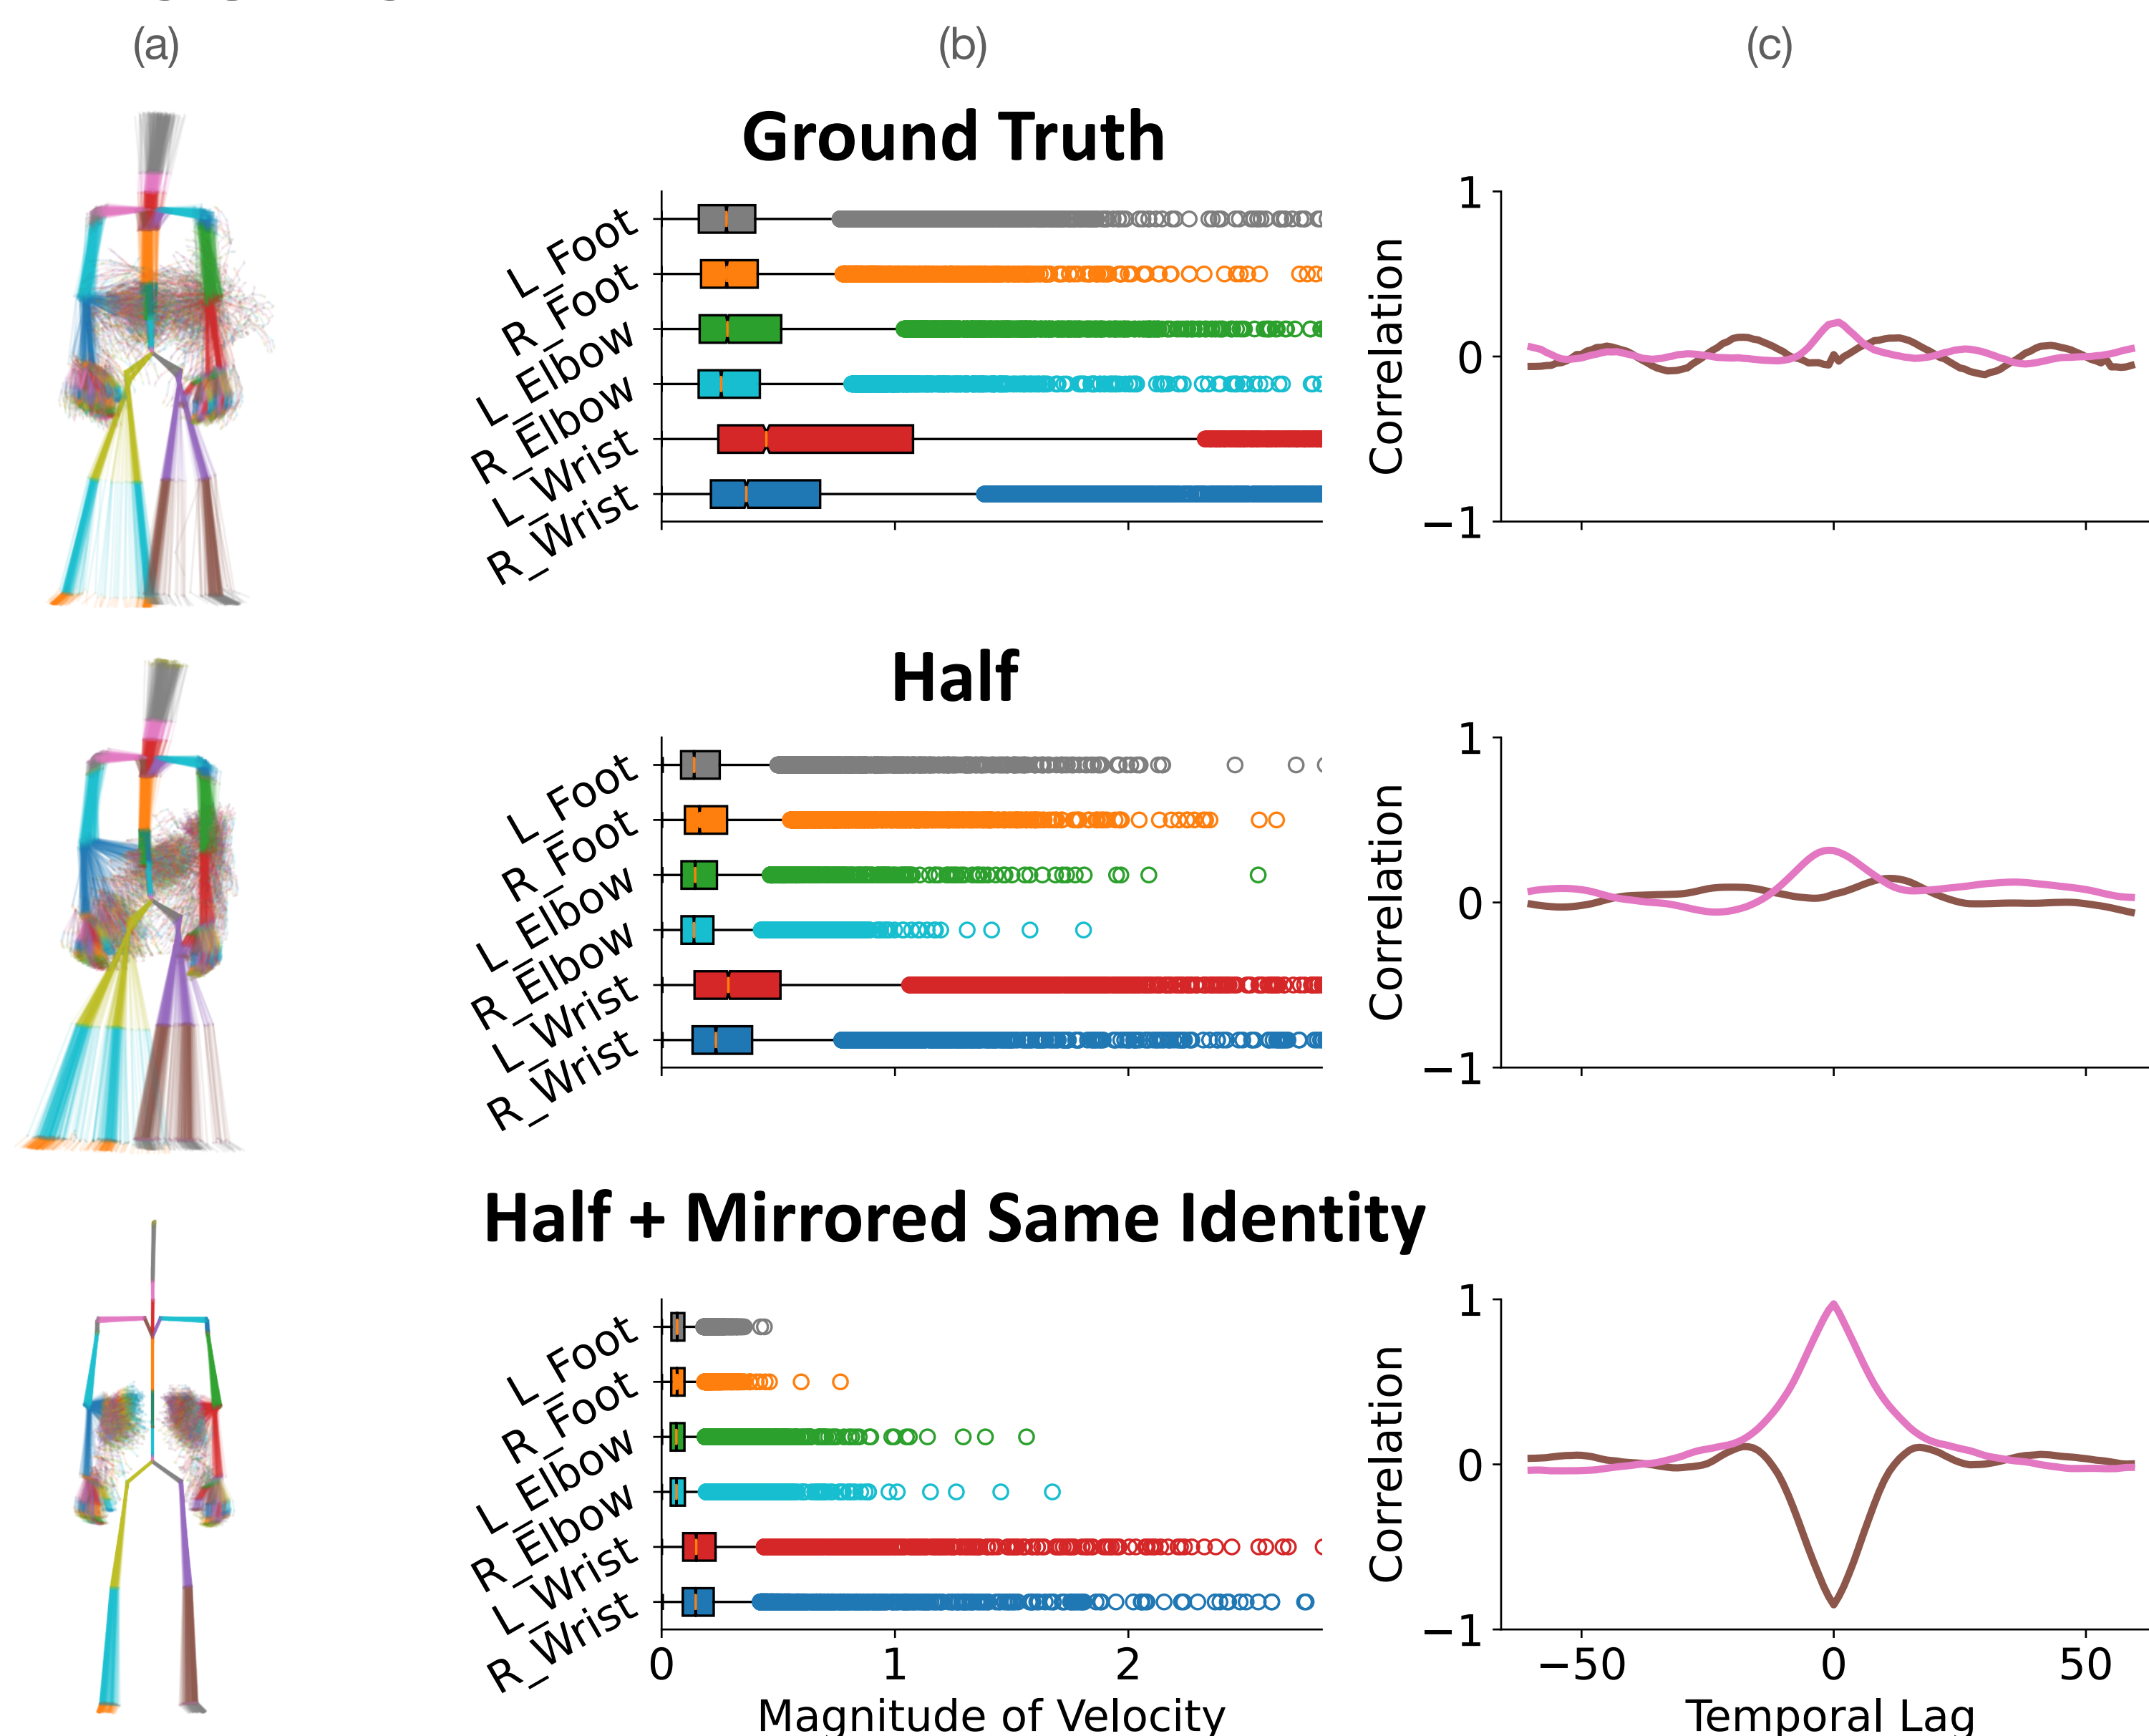 (a) (b) (c)
Ground Truth
L_Foot
R_Foot
L_Elbow
R_Elbow
L_Wrist
R_Wrist
1
0
−1
Correlation
Half
L_Foot
R_Foot
L_Elbow
R_Elbow
L_Wrist
R_Wrist
1
0
−1
Correlation
Half + Mirrored Same Identity
L_Foot
R_Foot
L_Elbow
R_Elbow
L_Wrist
R_Wrist
0 1 2
Magnitude of Velocity
1
0
−1
Correlation
−50 0 50
Temporal Lag